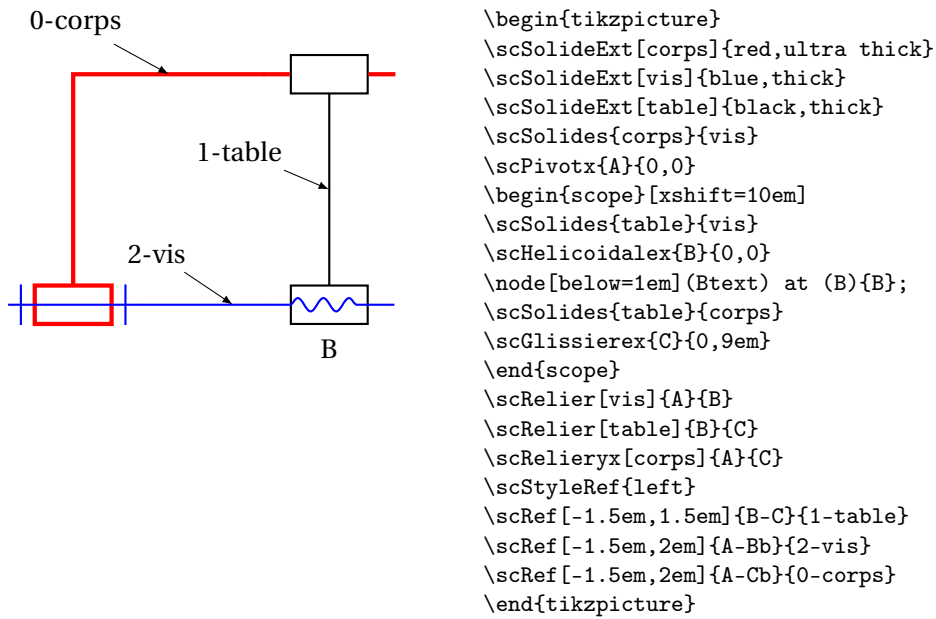 0-corps
1-table
2-vis
B
\begin{tikzpicture}
\scSolideExt[corps]{red,ultra thick}
\scSolideExt[vis]{blue,thick}
\scSolideExt[table]{black,thick}
\scSolides{corps}{vis}
\scPivotx{A}{0,0}
\begin{scope}[xshift=10em]
\scSolides{table}{vis}
\scHelicoidalex{B}{0,0}
\node[below=1em](Btext) at (B){B};
\scSolides{table}{corps}
\scGlissierex{C}{0,9em}
\end{scope}
\scRelier[vis]{A}{B}
\scRelier[table]{B}{C}
\scRelieryx[corps]{A}{C}
\scStyleRef{left}
\scRef[-1.5em,1.5em]{B-C}{1-table}
\scRef[-1.5em,2em]{A-Bb}{2-vis}
\scRef[-1.5em,2em]{A-Cb}{0-corps}
\end{tikzpicture}